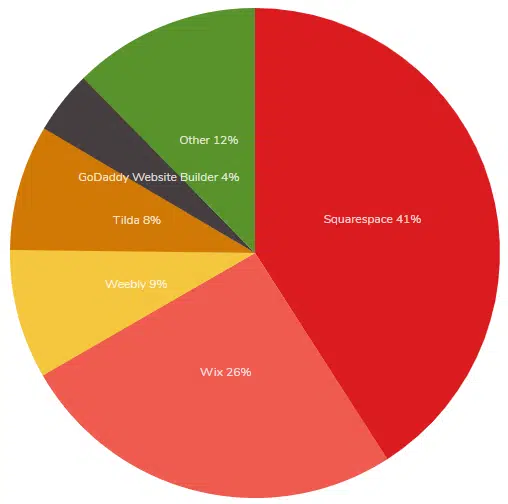 Other 12%
GoDaddy Website Builder 4%
Squarespace 41%
Tilda 8%
Weebly 9%
Wix 26%